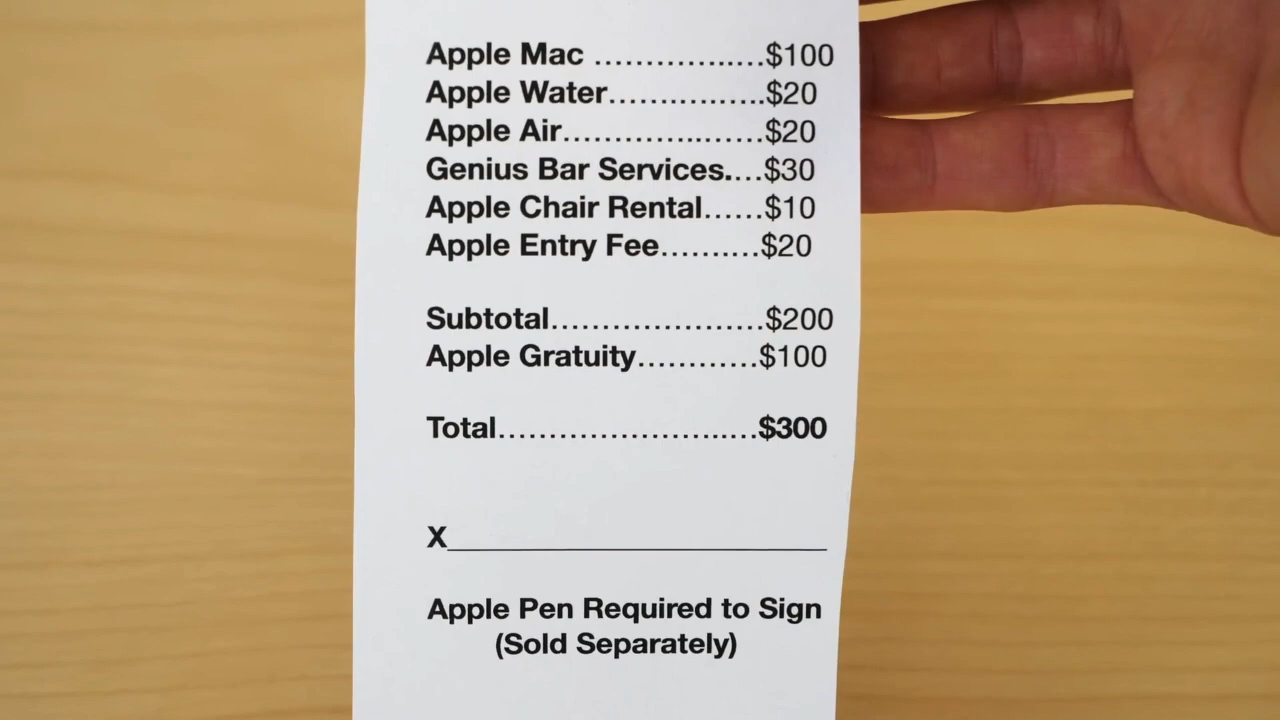 Apple Mac ....................$100
Apple Water....................$20
Apple Air.........................$20
Genius Bar Services....$30
Apple Chair Rental......$10
Apple Entry Fee..........$20
Subtotal.....................$200
Apple Gratuity............$100
Total..........................$300
X______________________
Apple Pen Required to Sign
(Sold Separately)